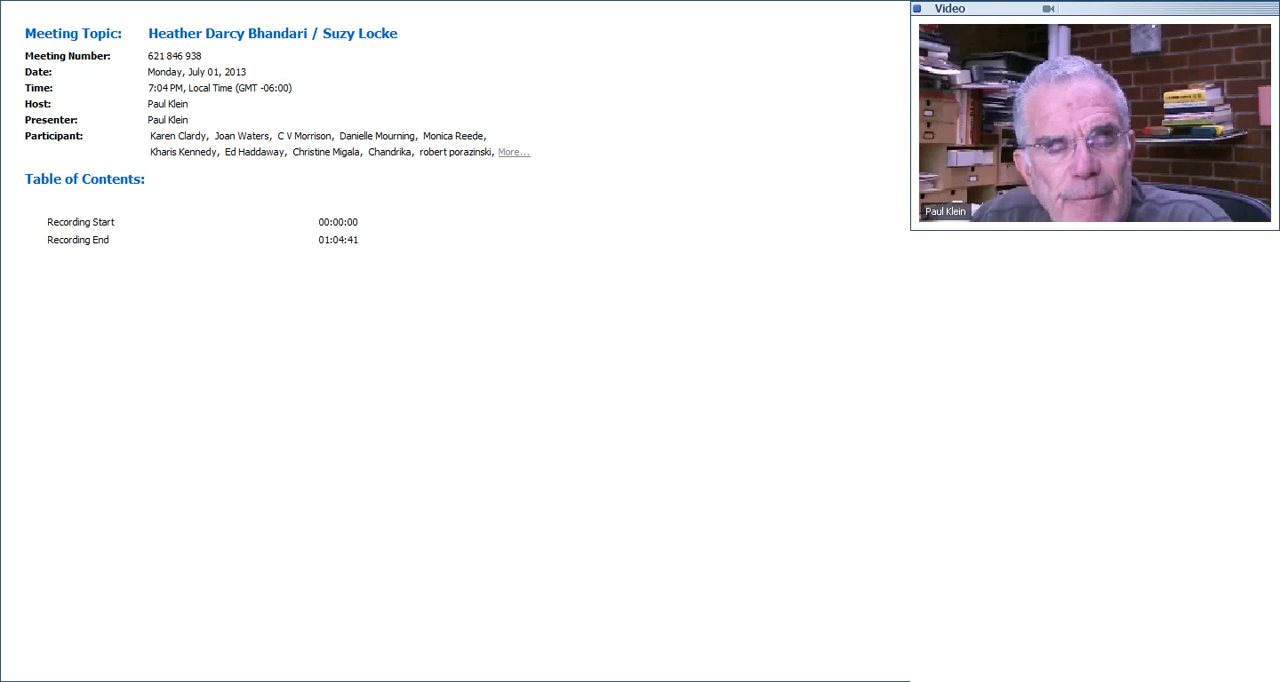 Meeting Topic: Heather Darcy Bhandari / Suzy Locke
Meeting Number: 621 846 938
Date: Monday, July 01, 2013
Time: 7:04 PM, Local Time (GMT -06:00)
Host: Paul Klein
Presenter: Paul Klein
Participant: Karen Clardy, Joan Waters, C V Morrison, Danielle Mourning, Monica Reede,
Kharis Kennedy, Ed Haddaway, Christine Migala, Chandrika, robert porazinski, More...
Table of Contents:
Recording Start 00:00:00
Recording End 01:04:41
Video
Paul Klein